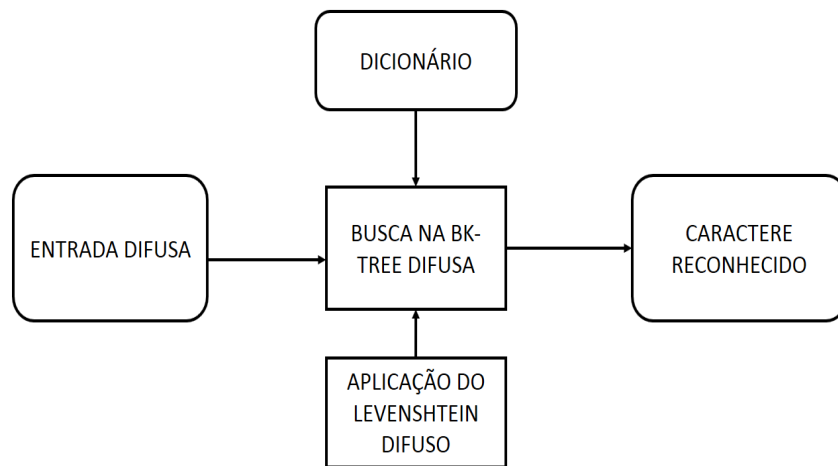 DICIONÁRIO
ENTRADA DIFUSA
BUSCA NA BK-
TREE DIFUSA
CARACTERE
RECONHECIDO
APLICAÇÃO DO
LEVENSHTEIN
DIFUSO